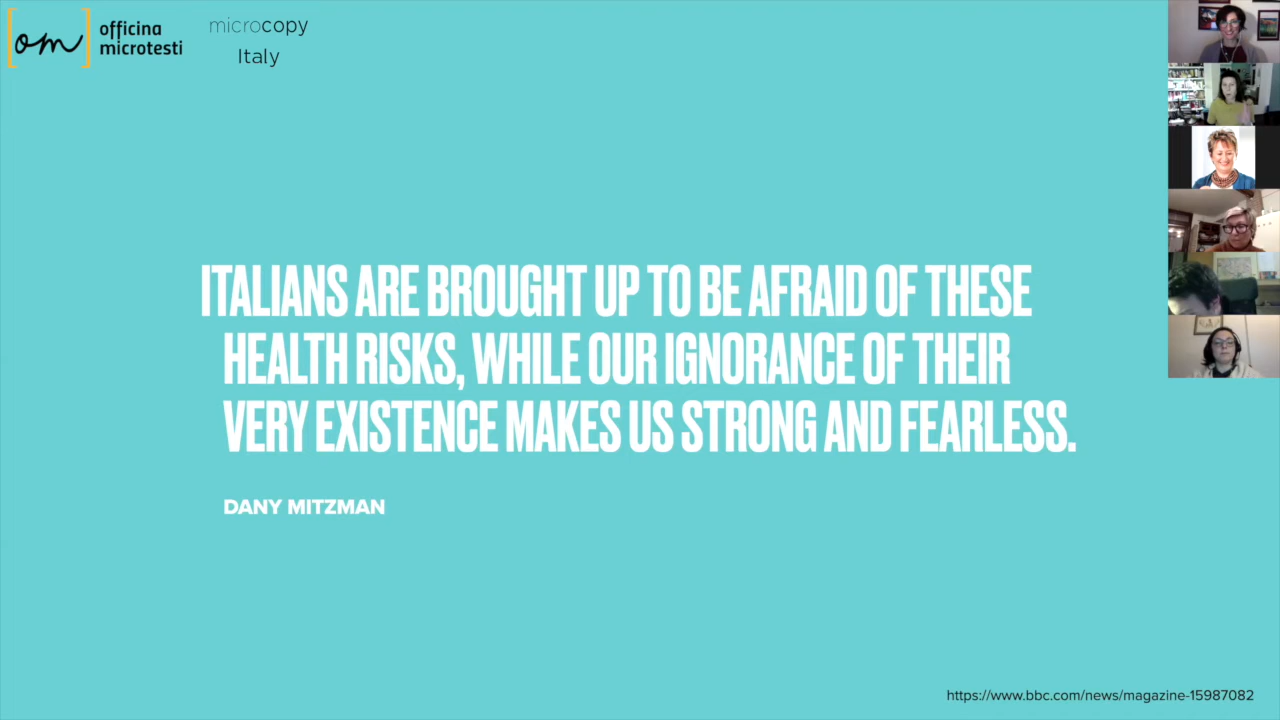 officina
microtesti
om
microcopy
Italy
ITALIANS ARE BROUGHT UP TO BE AFRAID OF THESE
HEALTH RISKS, WHILE OUR IGNORANCE OF THEIR
VERY EXISTENCE MAKES US STRONG AND FEARLESS.
DANY MITZMAN
https://www.bbc.com/news/magazine-15987082